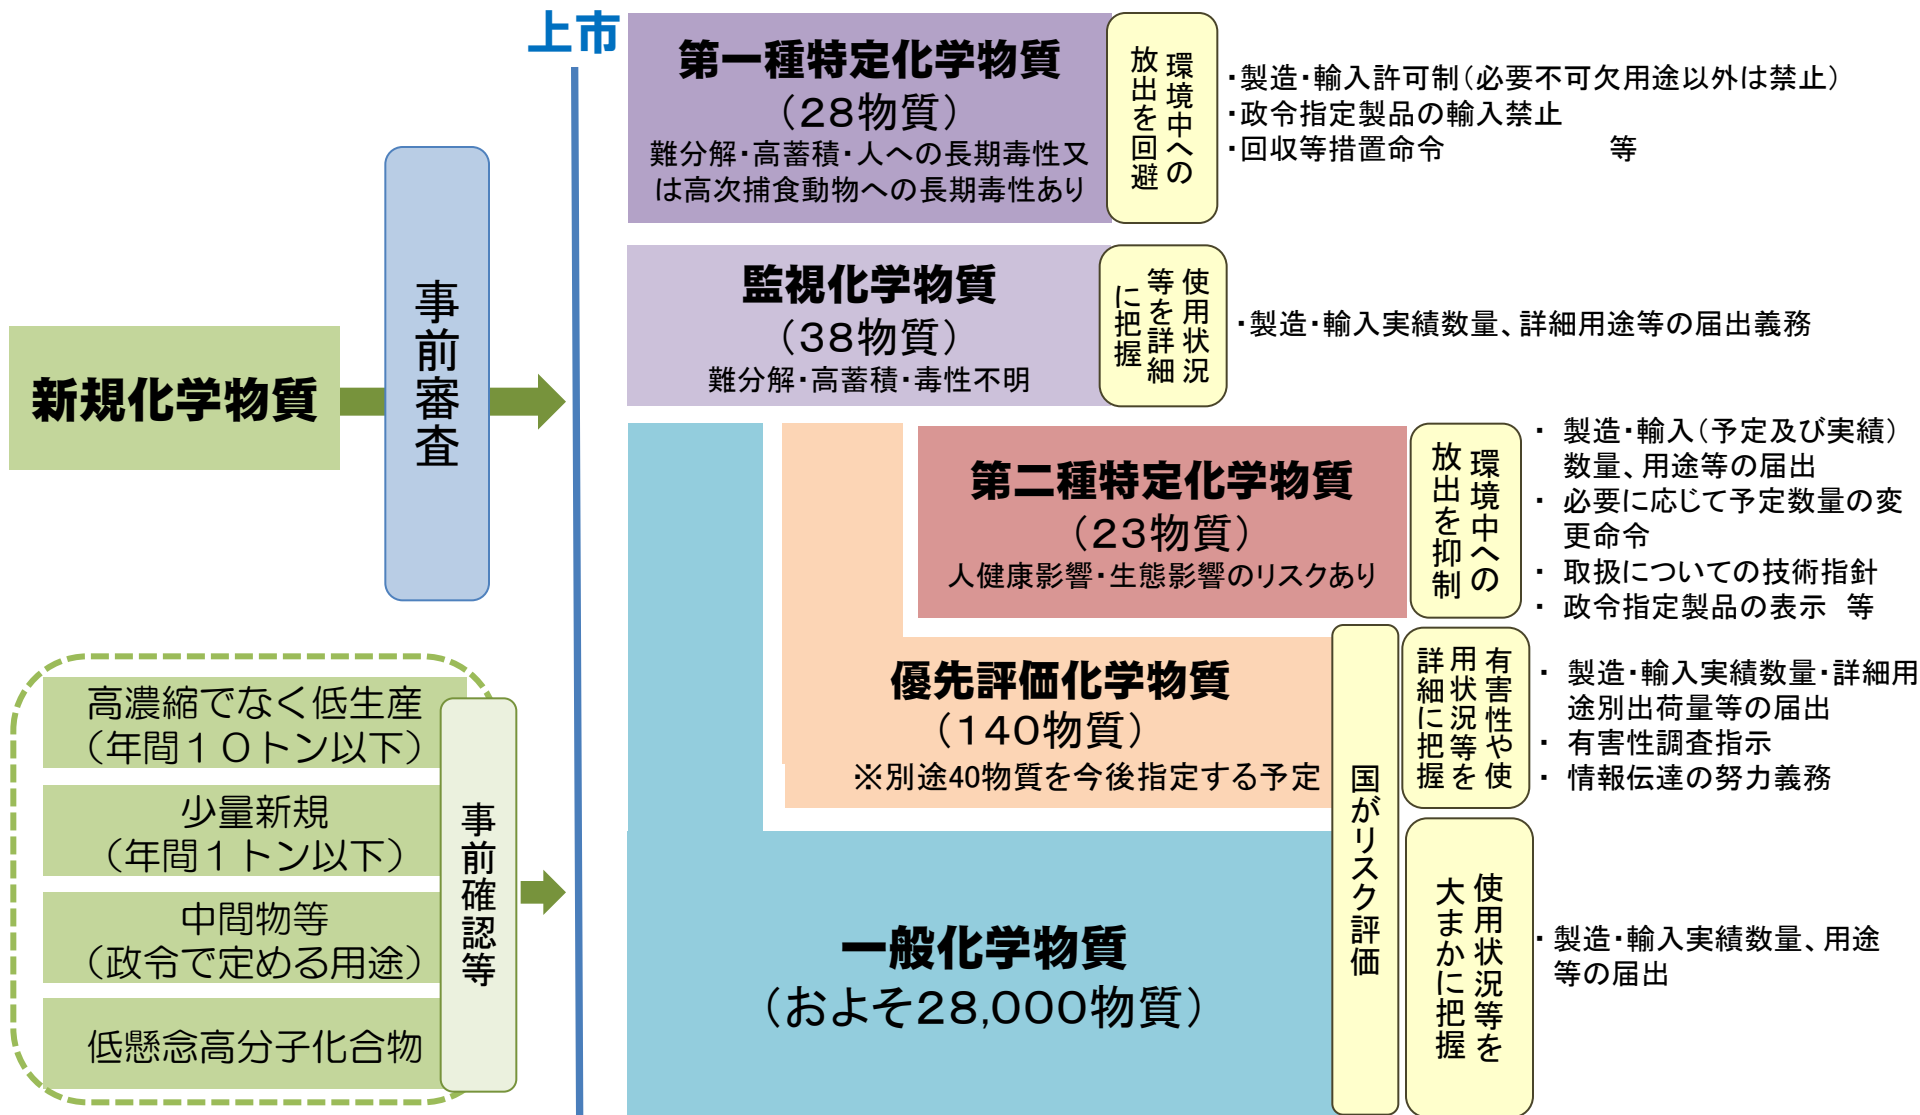 上市
新規化学物質
事前審査
高濃縮でなく低生産
（年間１０トン以下）
少量新規
（年間１トン以下）
中間物等
（政令で定める用途）
低懸念高分子化合物
事前確認等
第一種特定化学物質
（28物質）
難分解・高蓄積・人への長期毒性又
は高次捕食動物への長期毒性あり
環境中への
放出を回避
・製造・輸入許可制（必要不可欠用途以外は禁止）
・政令指定製品の輸入禁止
・回収等措置命令　　　　　　等
監視化学物質
（38物質）
難分解・高蓄積・毒性不明
使用状況
等を詳細
に把握
・製造・輸入実績数量、詳細用途等の届出義務
第二種特定化学物質
（23物質）
人健康影響・生態影響のリスクあり
環境中への
放出を抑制
・ 製造・輸入（予定及び実績）
数量、用途等の届出
・ 必要に応じて予定数量の変
更命令
・ 取扱についての技術指針
・ 政令指定製品の表示　等
優先評価化学物質
（140物質）
※別途40物質を今後指定する予定
国がリスク評価
有害性や使
用状況等を
詳細に把握
・ 製造・輸入実績数量・詳細用
途別出荷量等の届出
・ 有害性調査指示
・ 情報伝達の努力義務
一般化学物質
（およそ28,000物質）
使用状況等を
大まかに把握
・ 製造・輸入実績数量、用途
等の届出